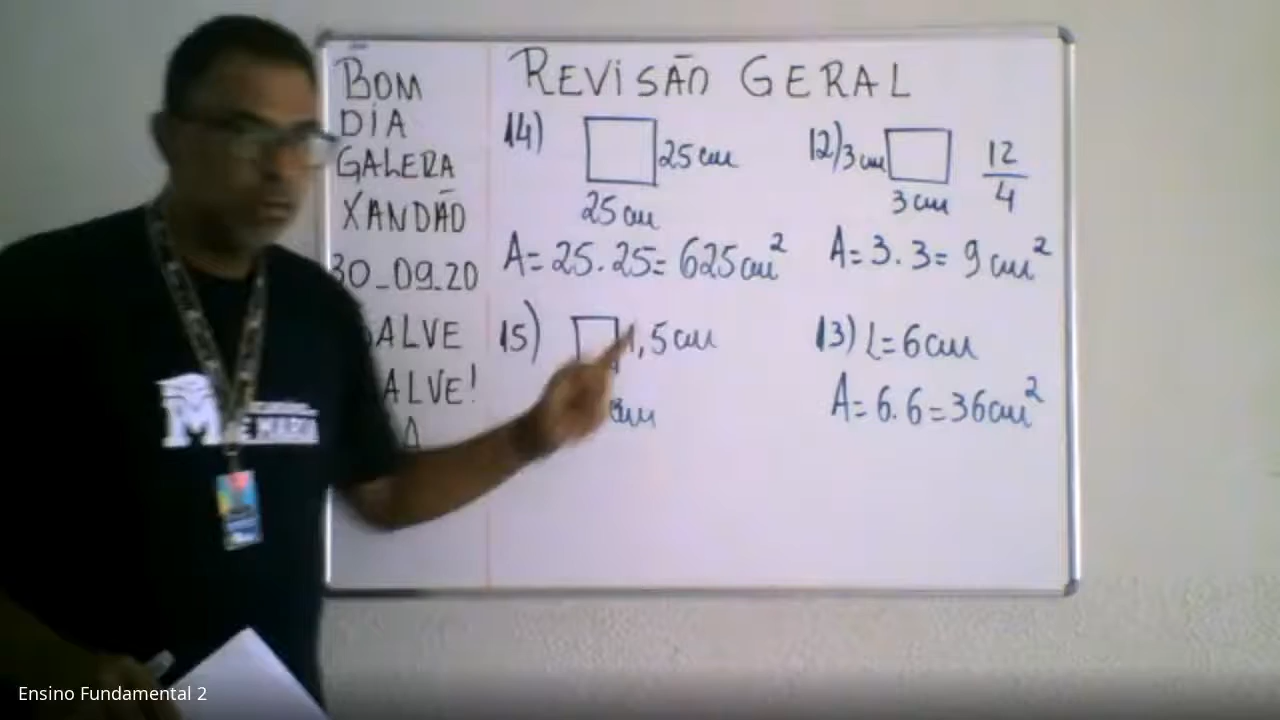 BOM
DIA
GALERA
XANDÃO
30_09.20
SALVE
SALVE!
REVISÃO GERAL
14)
25 cm
25 cm
A= 25.25= 625 cm²
12) 3 cm
3 cm
12
4
A= 3.3= 9 cm²
15)
1,5 cm
cm
13) L= 6 cm
A= 6.6= 36 cm²
M
Ensino Fundamental 2